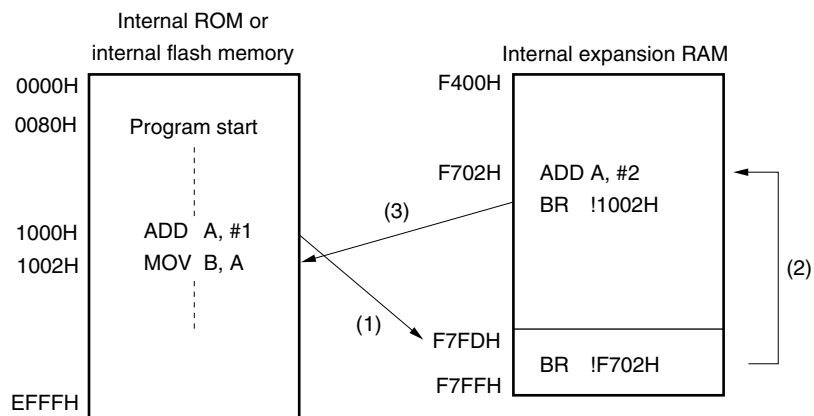 Internal ROM or
internal flash memory
Internal expansion RAM
0000H
F400H
0080H
Program start
F702H
ADD A, #2
BR !1002H
(3)
1000H
ADD A, #1
1002H
MOV B, A
(2)
(1)
F7FDH
BR !F702H
F7FFH
EFFFH